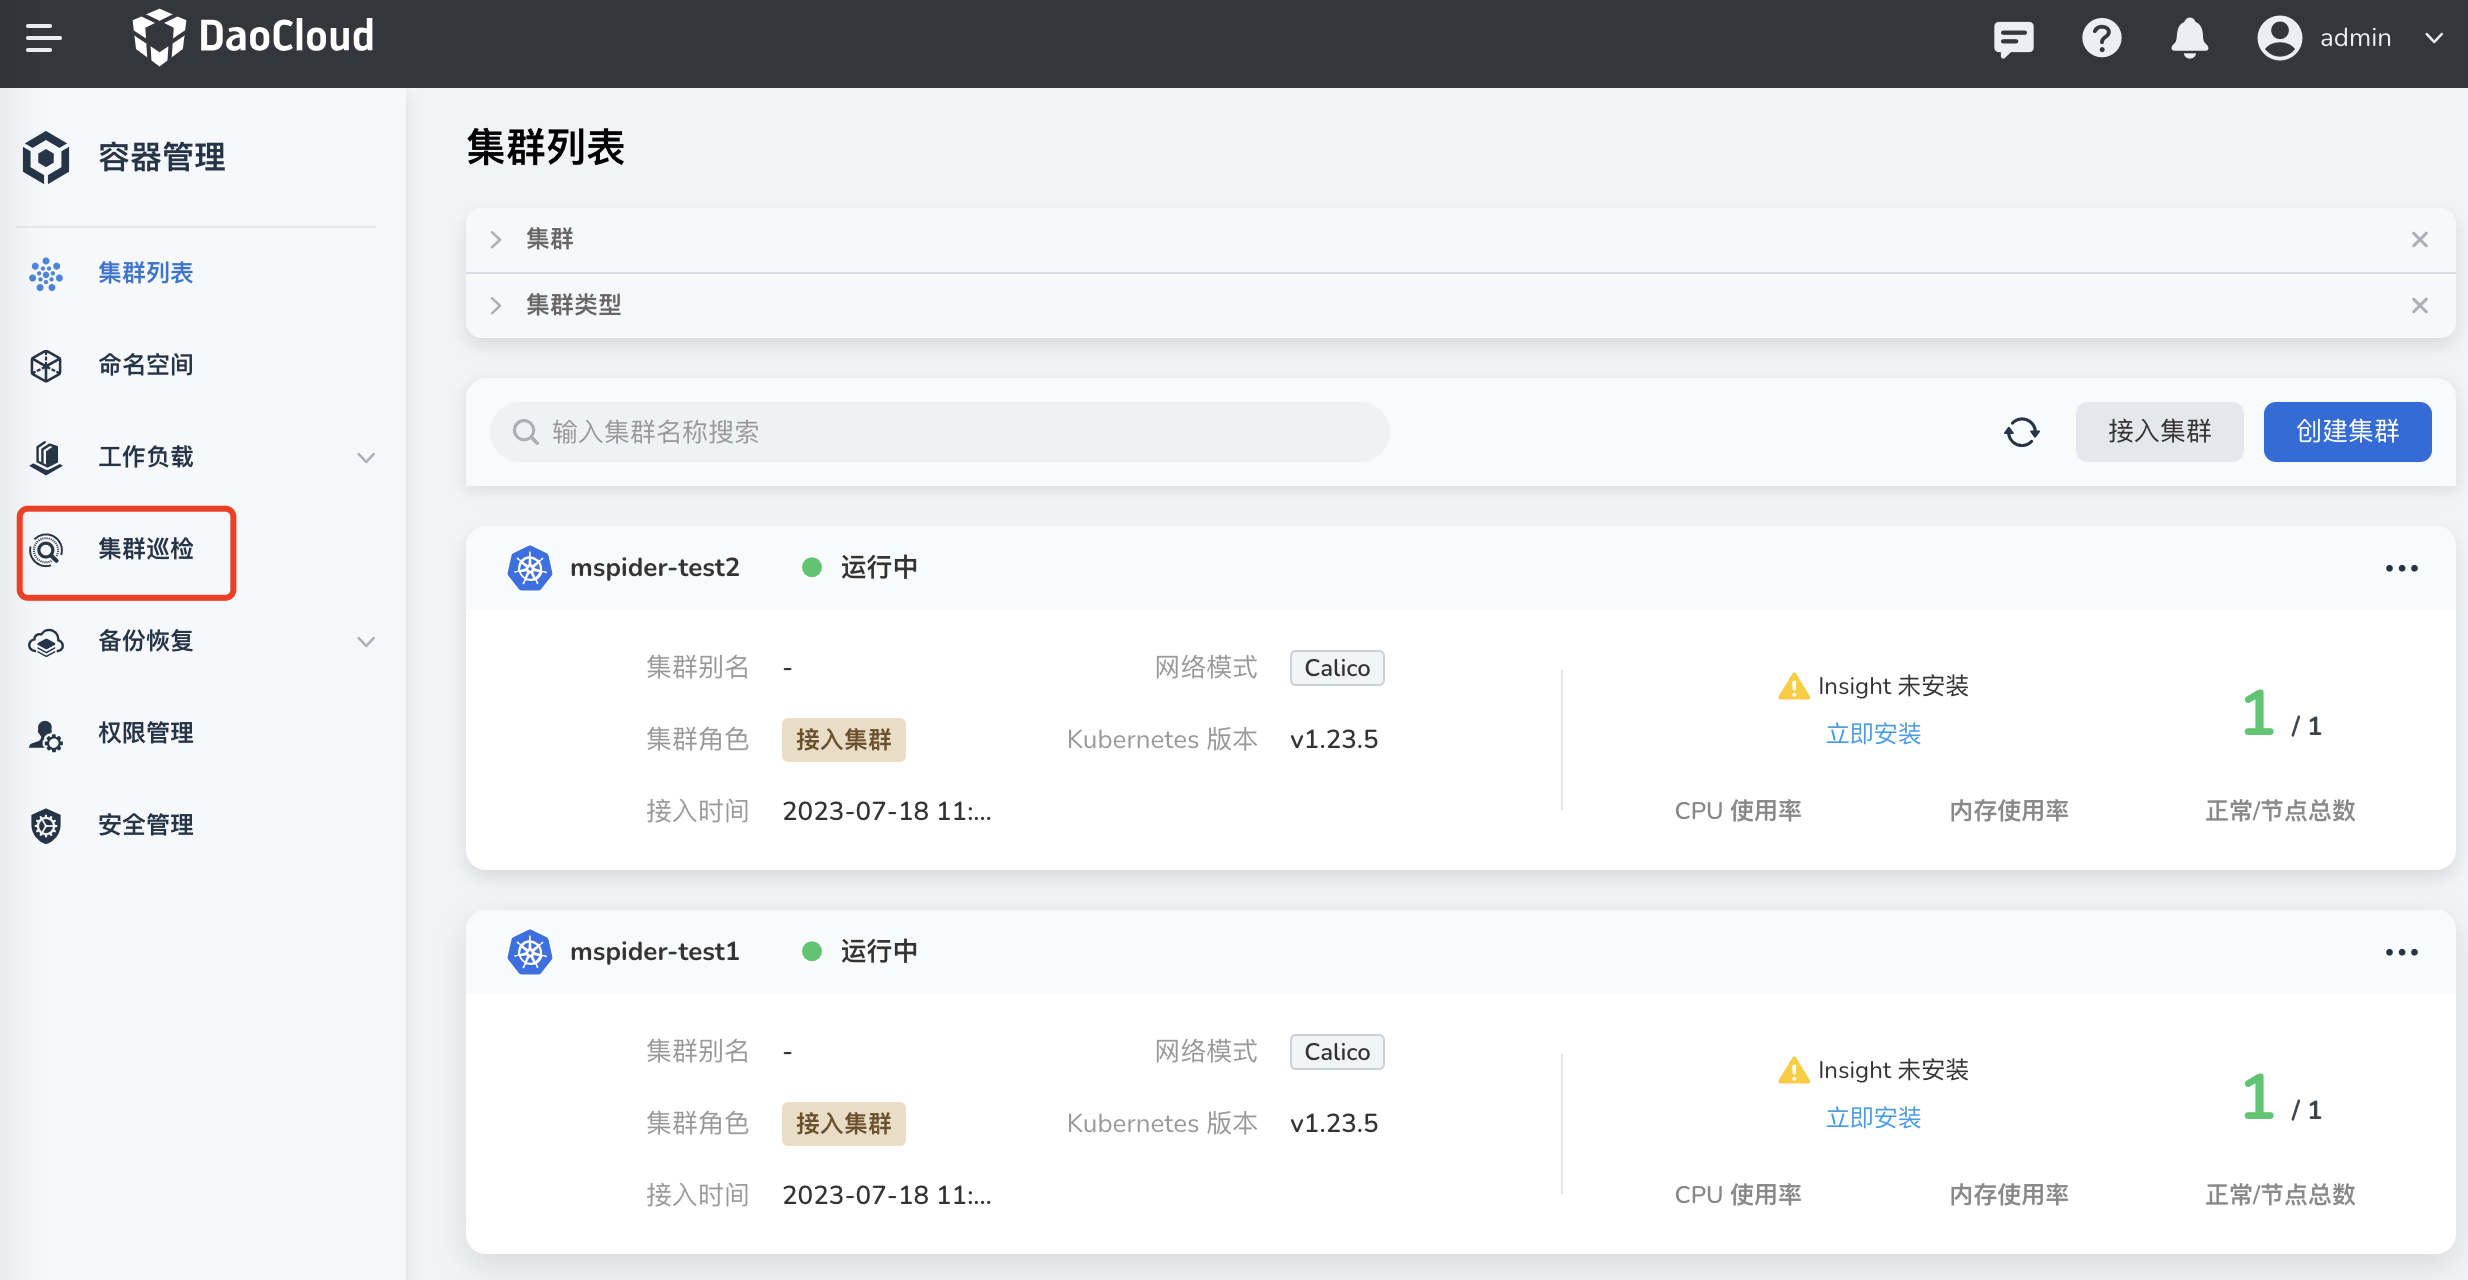 DaoCloud
admin
容器管理
集群列表
命名空间
工作负载
集群巡检
备份恢复
权限管理
安全管理
集群列表
集群
集群类型
输入集群名称搜索
接入集群
创建集群
mspider-test2
运行中
集群别名 -
网络模式 Calico
集群角色 接入集群
Kubernetes 版本 v1.23.5
接入时间 2023-07-18 11:...
Insight 未安装
立即安装
1 / 1
CPU 使用率
内存使用率
正常/节点总数
mspider-test1
运行中
集群别名 -
网络模式 Calico
集群角色 接入集群
Kubernetes 版本 v1.23.5
接入时间 2023-07-18 11:...
Insight 未安装
立即安装
1 / 1
CPU 使用率
内存使用率
正常/节点总数